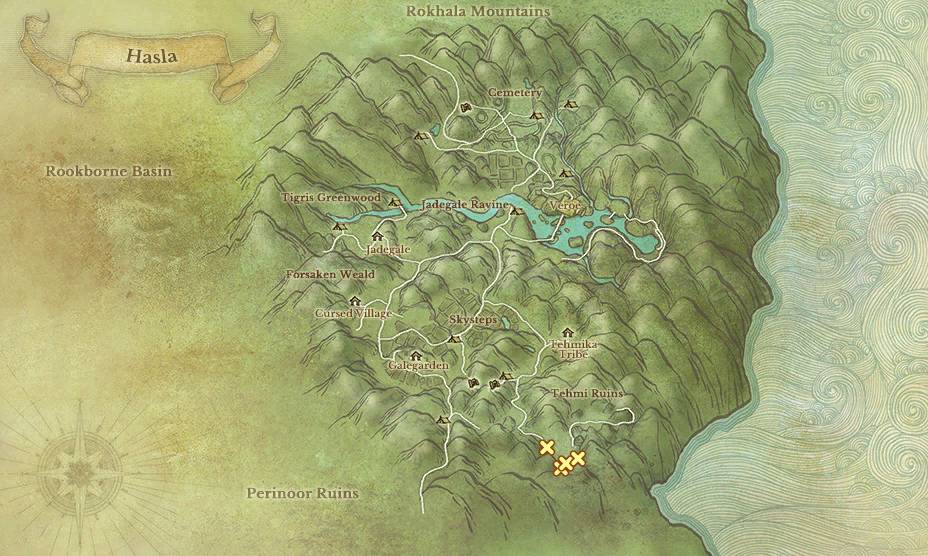 Rokhala Mountains
Hasla
Cemetery
Rookborne Basin
Tigris Greenwood
Jadegale Ravine
Veroe
Jadegale
Forsaken Weald
Cursed Village
Skysteps
Tehmika
Tribe
Galegarden
Tehmi Ruins
Perinoor Ruins